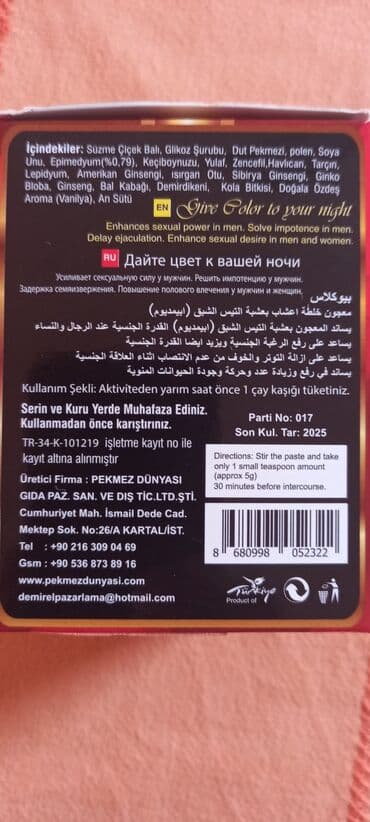 İçindekiler: Süzme Çiçek Balı, Glikoz Şurubu, Dut Pekmezi, polen, Soya
Unu, Epimedyum(%0,79), Keçiboynuzu, Yulaf, Zencefil,Havlıcan, Tarçın,
Lepidyum, Amerikan Ginsengi, ısırgan Otu, Sibirya Ginsengi, Ginko
Bloba, Ginseng, Bal Kabağı, Demirdikeni, Kola Bitkisi, Doğala Özdeş
Aroma (Vanilya), Arı Sütü
EN Give Color to your night
Enhances sexual power in men. Solve impotence in men.
Delay ejaculation. Enhance sexual desire in men and women.
RU Дайте цвет к вашей ночи
Усиливает сексуальную силу у мужчин. Решить импотенцию у мужчин.
Задержка семяизвержения. Повышение полового влечения у мужчин и женщин.
بيوكلاس
معجون خلطة اعشاب بعشبة التيس الشبق (ابيمديوم)
يساند المعجون بعشبة التيس الشبق (ابيمديوم) القدرة الجنسية عند الرجال والنساء
يساعد على رفع الرغبة الجنسية ويزيد ايضا القدرة الجنسية
يساعد على ازالة التوتر والخوف من عدم الانتصاب اثناء العلاقة الجنسية
يساند في رفع وزيادة عدد وحركة وجودة الحيوانات المنوية
Kullanım Şekli: Aktiviteden yarım saat önce 1 çay kaşığı tüketiniz.
Serin ve Kuru Yerde Muhafaza Ediniz.
Kullanmadan önce karıştırınız.
TR-34-K-101219 işletme kayıt no ile
kayıt altına alınmıştır
Üretici Firma : PEKMEZ DÜNYASI
GIDA PAZ. SAN. VE DIŞ TİC.LTD.ŞTİ.
Cumhuriyet Mah. İsmail Dede Cad.
Mektep Sok. No:26/A KARTAL/İST.
Tel : +90 216 309 04 69
Gsm : +90 536 873 89 16
www.pekmezdunyasi.com
demirelpazarlama@hotmail.com
Parti No: 017
Son Kul. Tar: 2025
Directions: Stir the paste and take
only 1 small teaspoon amount
(approx 5g)
30 minutes before intercourse.
8 680998 052322
Türkiye
Product of